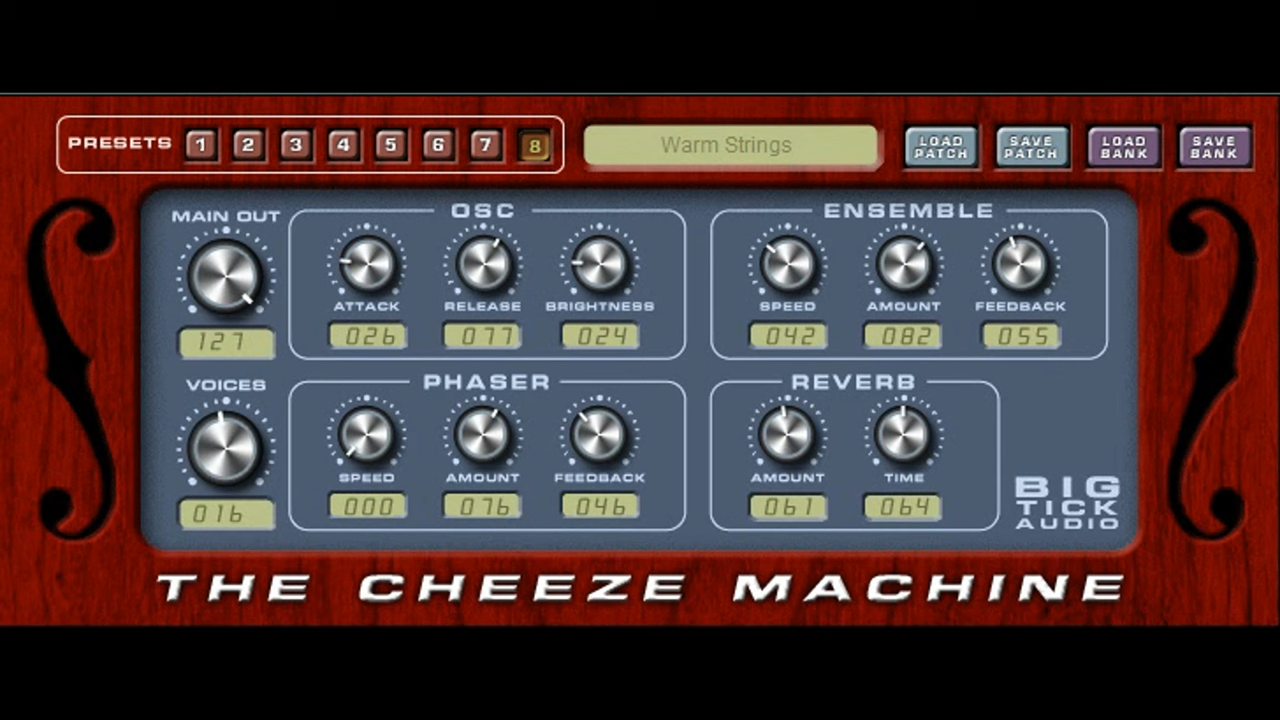 PRESETS 1 2 3 4 5 6 7 8
Warm Strings
LOAD
PATCH
SAVE
PATCH
LOAD
BANK
SAVE
BANK
MAIN OUT
127
OSC
ATTACK RELEASE BRIGHTNESS
026 077 024
ENSEMBLE
SPEED AMOUNT FEEDBACK
042 082 055
VOICES
016
PHASER
SPEED AMOUNT FEEDBACK
000 076 046
REVERB
AMOUNT TIME
061 064
BIG
TICK
AUDIO
THE CHEEZE MACHINE